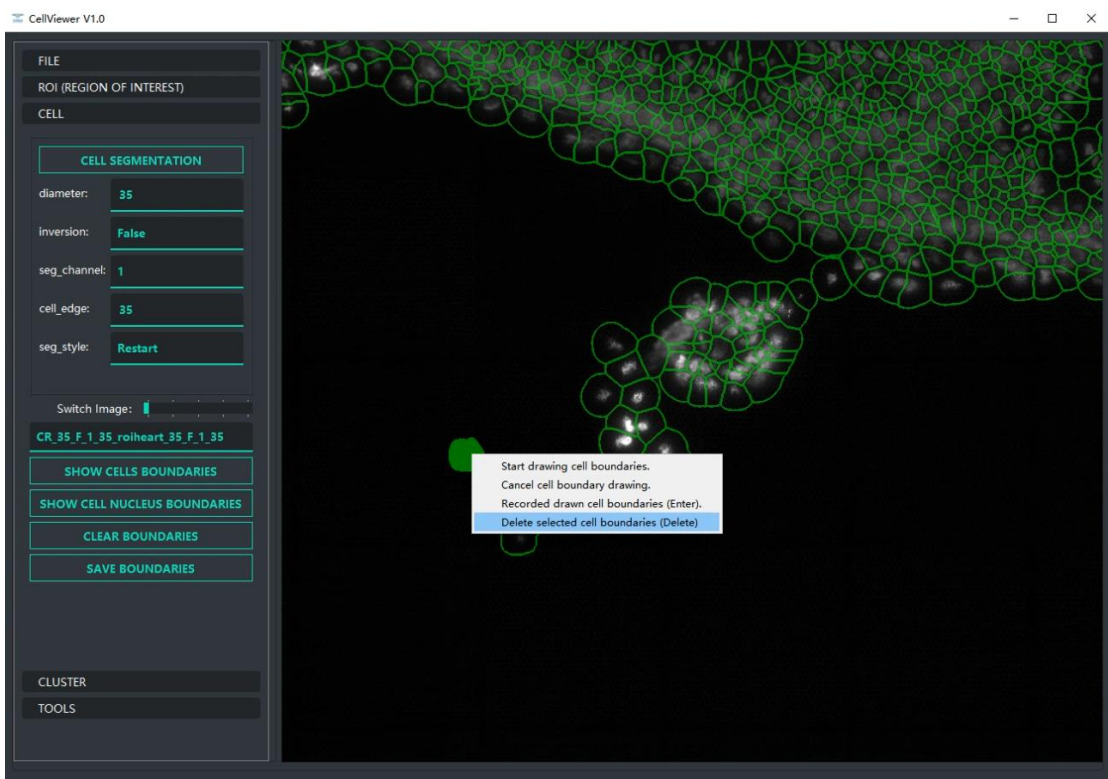 CellViewer V1.0
FILE
ROI (REGION OF INTEREST)
CELL
CELL SEGMENTATION
diameter: 35
inversion: False
seg_channel: 1
cell_edge: 35
seg_style: Restart
Switch Image:
CR_35_F_1_35_roiheart_35_F_1_35
SHOW CELLS BOUNDARIES
SHOW CELL NUCLEUS BOUNDARIES
CLEAR BOUNDARIES
SAVE BOUNDARIES
CLUSTER
TOOLS
Start drawing cell boundaries.
Cancel cell boundary drawing.
Recorded drawn cell boundaries (Enter).
Delete selected cell boundaries (Delete)